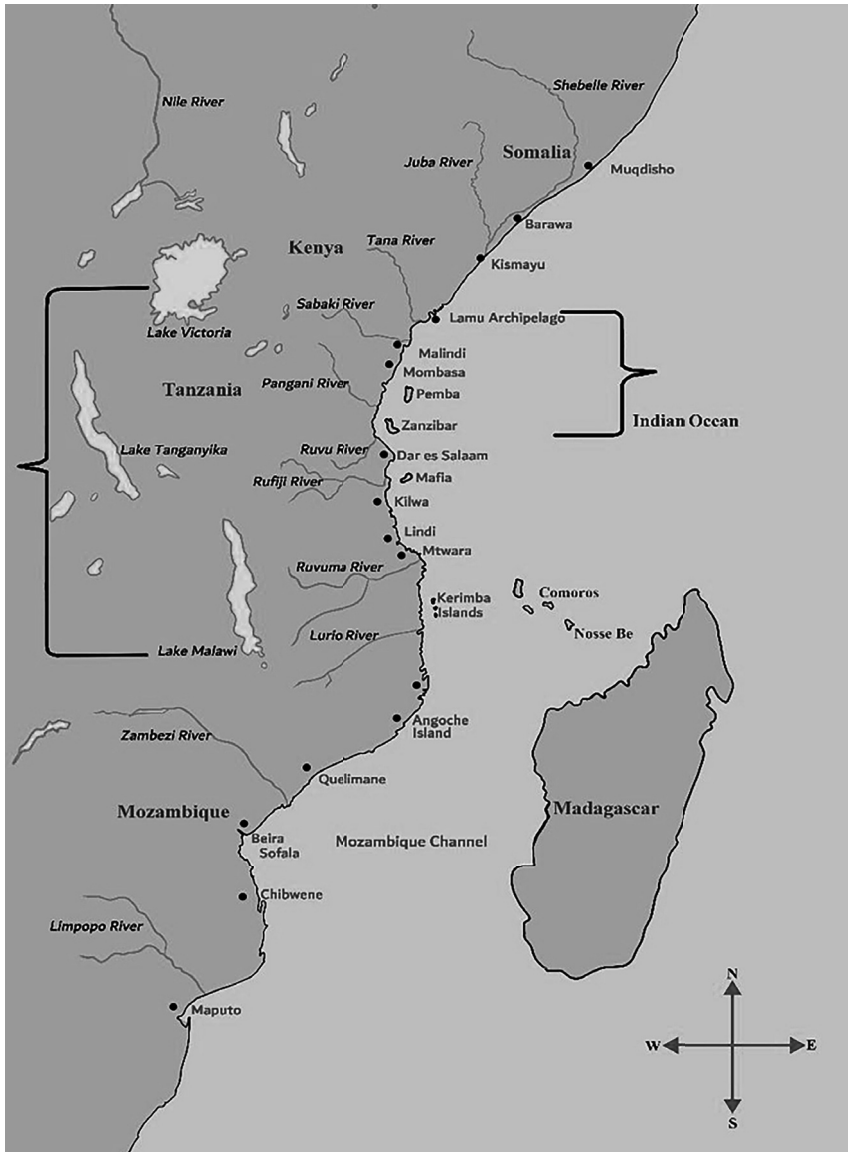 Shebelle River
Nile River
Somalia
Juba River
Muqdisho
Barawa
Tana River
Kenya
Kismayu
Sabaki River
Lamu Archipelago
Lake Victoria
Malindi
Mombasa
Pangani River
Tanzania
Pemba
Indian Ocean
Zanzibar
Ruvu River
Lake Tanganyika
Dar es Salaam
Rufiji River
Mafia
Kilwa
Lindi
Mtwara
Ruvuma River
Kerimba
Islands
Comoros
Nosse Be
Lurio River
Lake Malawi
Angoche
Island
Zambezi River
Quelimane
Mozambique
Madagascar
Beira
Sofala
Mozambique Channel
Chibwene
Limpopo River
N
Maputo
W
E
S